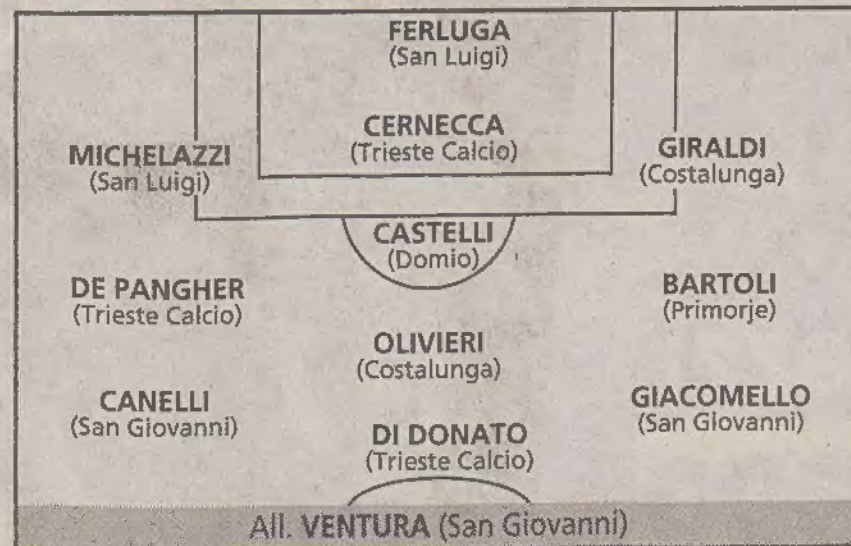 FERLUGA
(San Luigi)
CERNECCA
(Trieste Calcio)
MICHELAZZI
(San Luigi)
GIRALDI
(Costalunga)
CASTELLI
(Domio)
DE PANGHER
(Trieste Calcio)
BARTOLI
(Primorje)
OLIVIERI
(Costalunga)
CANELLI
(San Giovanni)
GIACOMELLO
(San Giovanni)
DI DONATO
(Trieste Calcio)
All. VENTURA (San Giovanni)